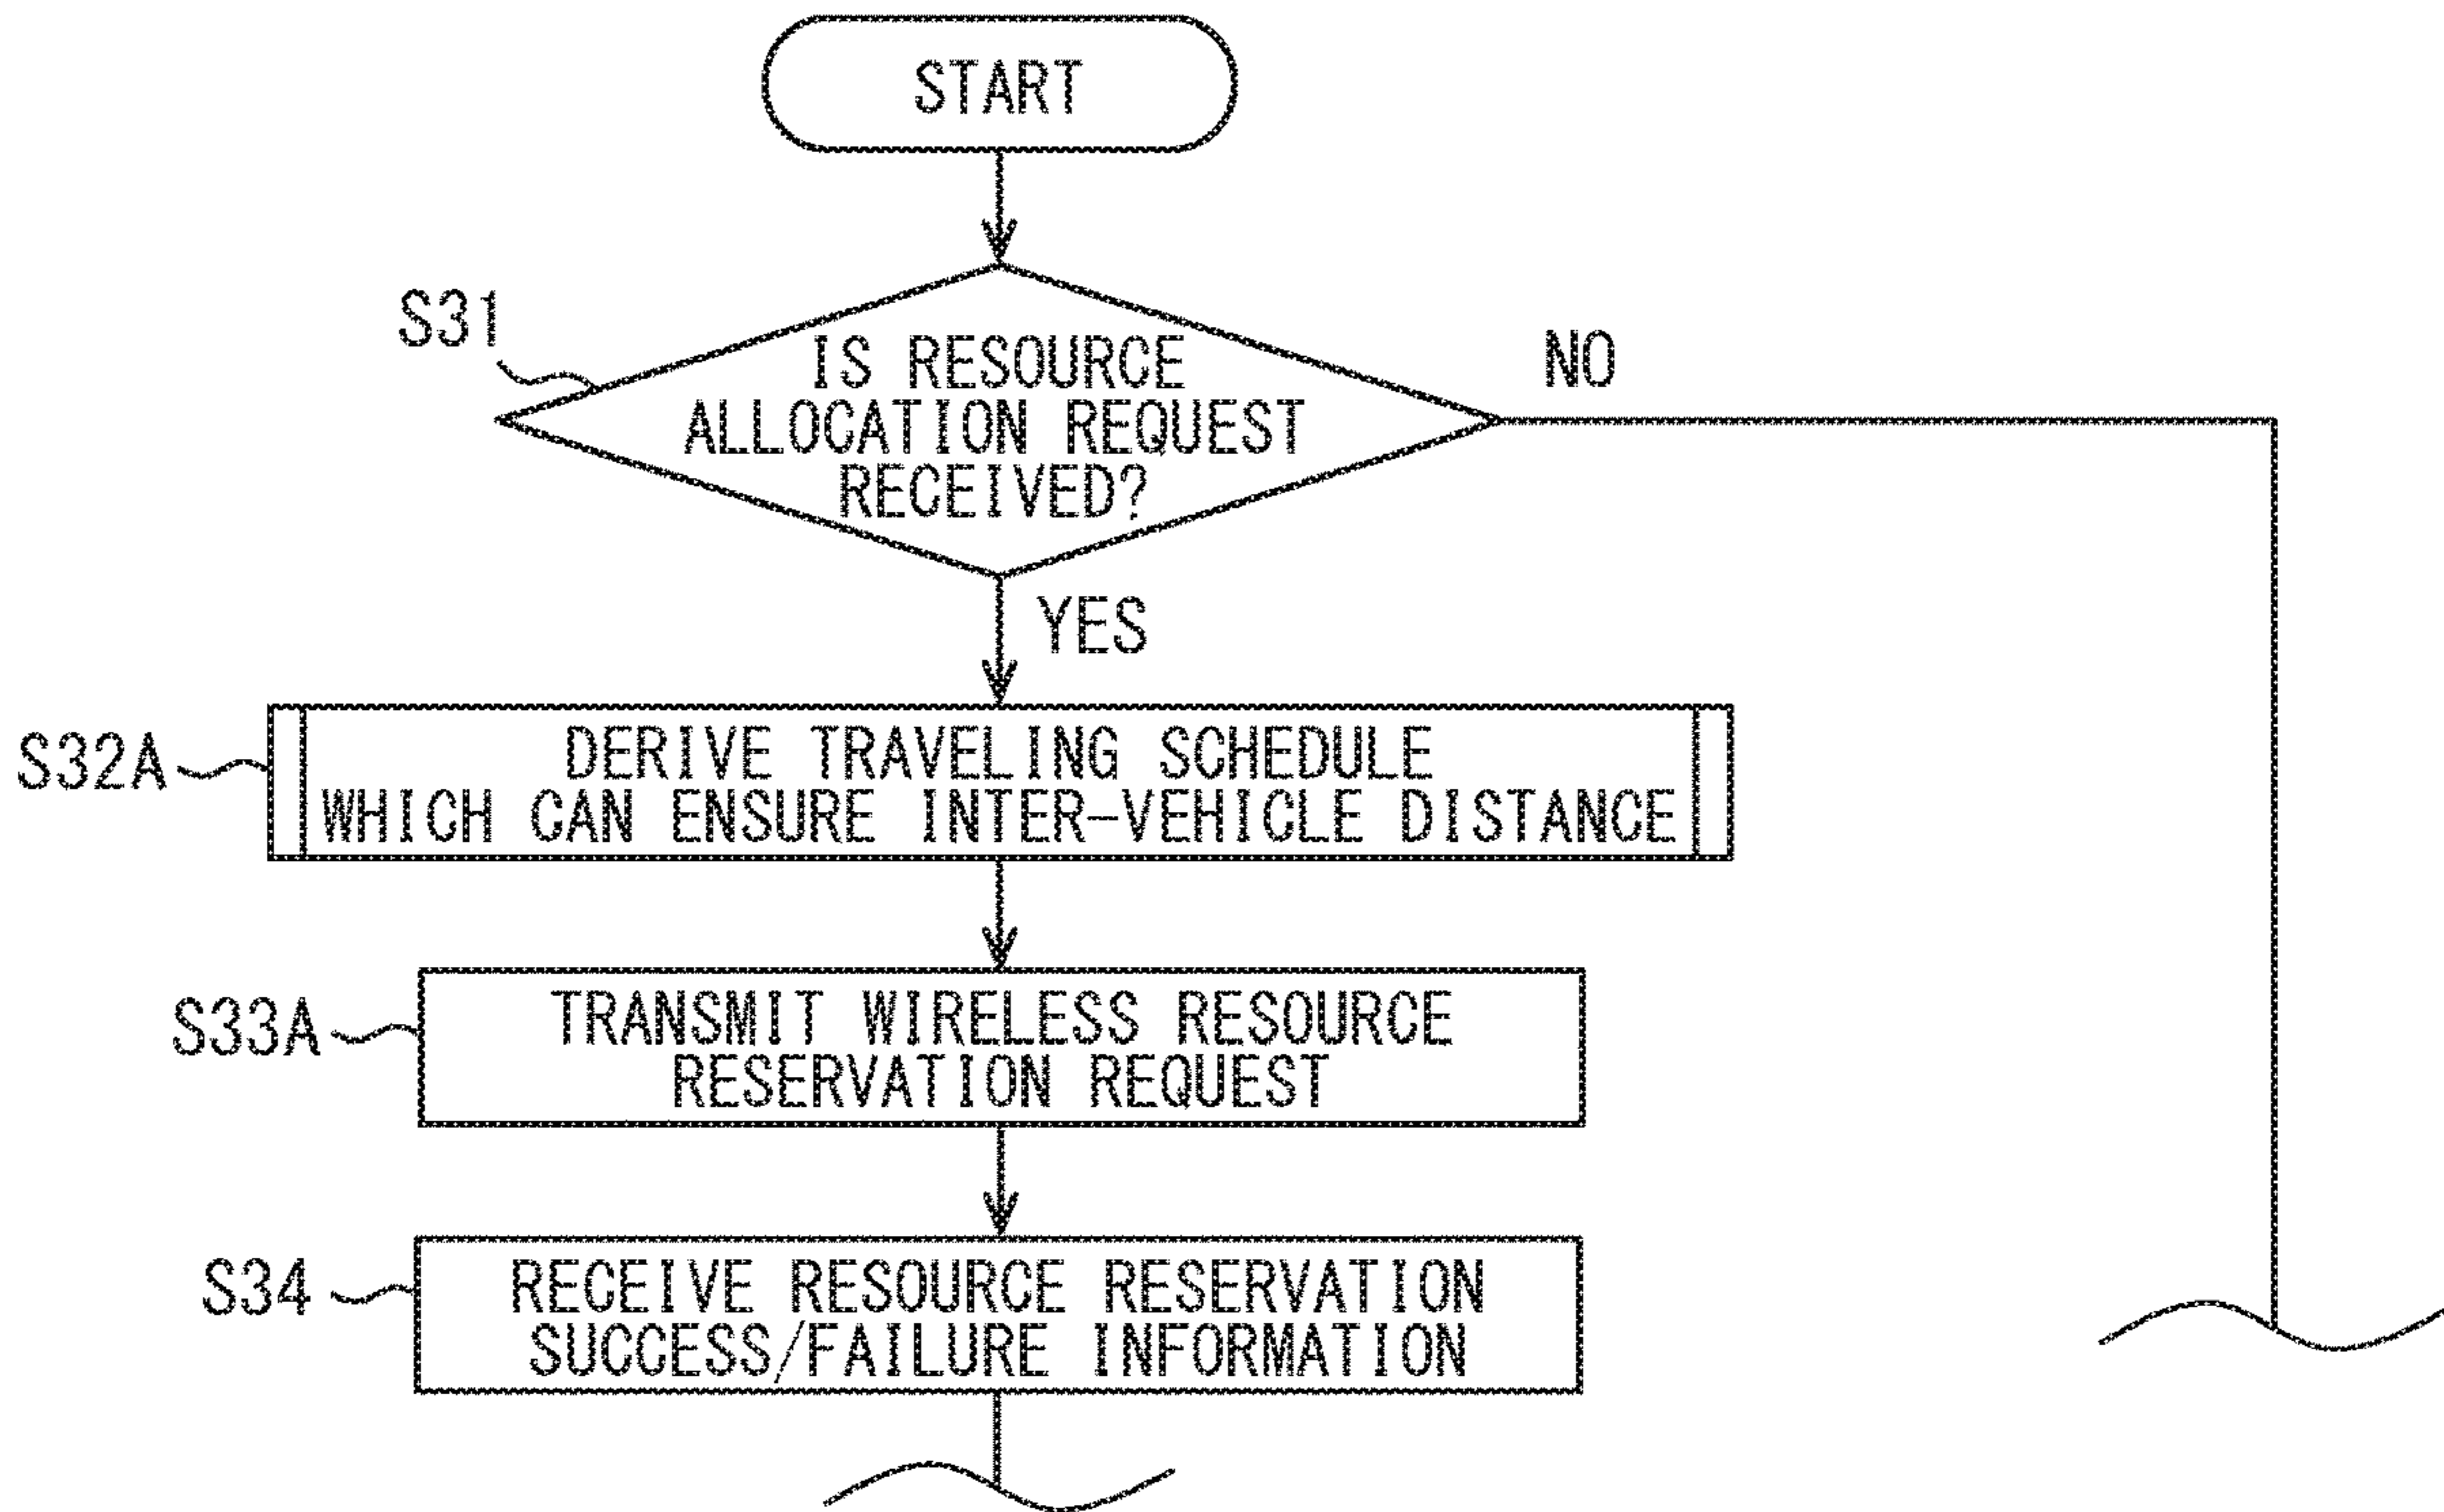 START
S31
IS RESOURCE
ALLOCATION REQUEST
RECEIVED?
NO
YES
S32A
DERIVE TRAVELING SCHEDULE
WHICH CAN ENSURE INTER-VEHICLE DISTANCE
S33A
TRANSMIT WIRELESS RESOURCE
RESERVATION REQUEST
S34
RECEIVE RESOURCE RESERVATION
SUCCESS/FAILURE INFORMATION